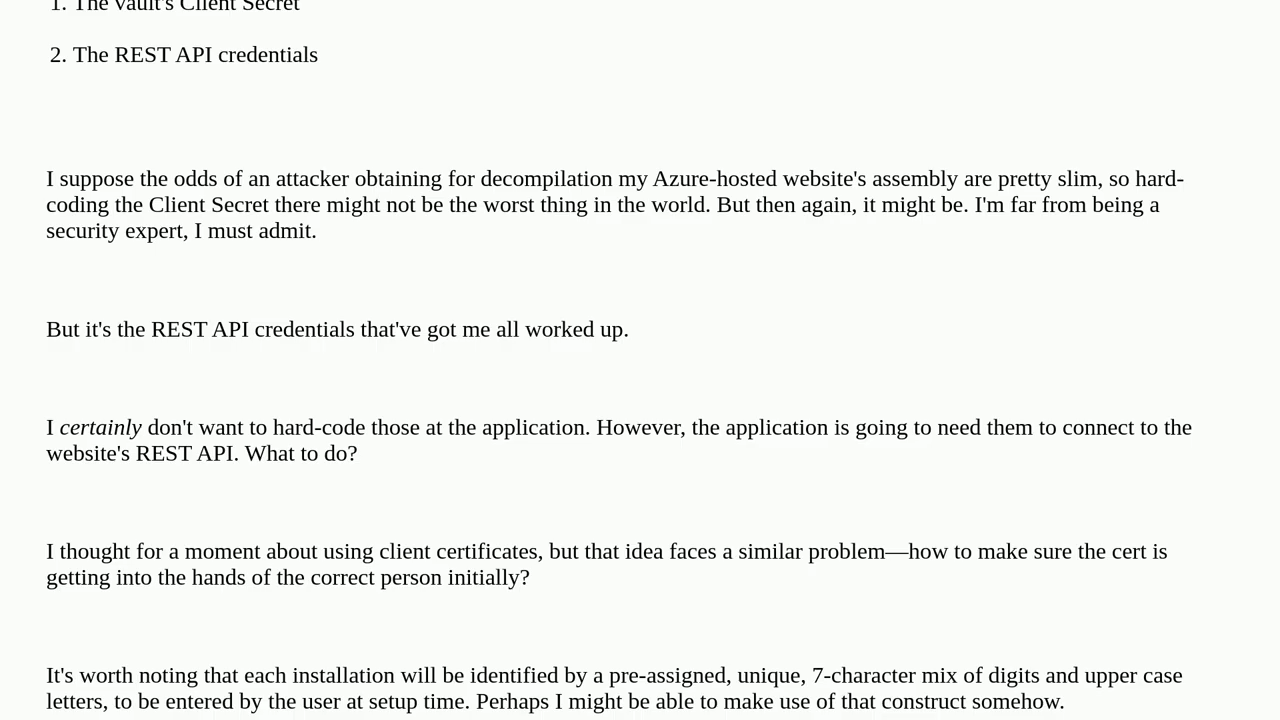 1. The vault's Client Secret
2. The REST API credentials
I suppose the odds of an attacker obtaining for decompilation my Azure-hosted website's assembly are pretty slim, so hard-
coding the Client Secret there might not be the worst thing in the world. But then again, it might be. I'm far from being a
security expert, I must admit.
But it's the REST API credentials that've got me all worked up.
I certainly don't want to hard-code those at the application. However, the application is going to need them to connect to the
website's REST API. What to do?
I thought for a moment about using client certificates, but that idea faces a similar problem—how to make sure the cert is
getting into the hands of the correct person initially?
It's worth noting that each installation will be identified by a pre-assigned, unique, 7-character mix of digits and upper case
letters, to be entered by the user at setup time. Perhaps I might be able to make use of that construct somehow.